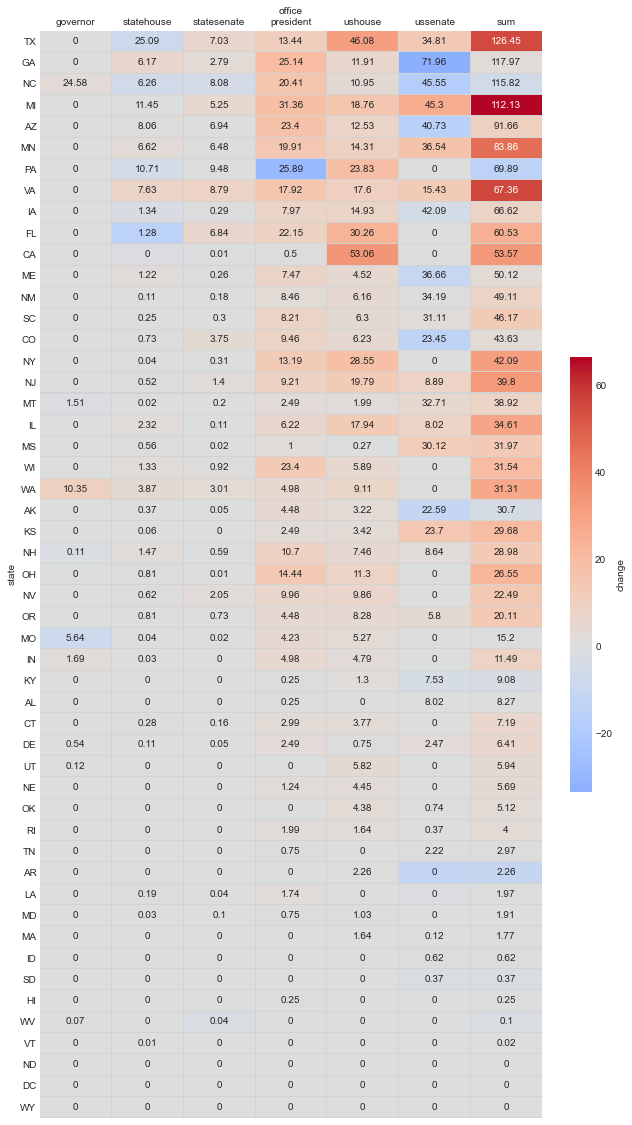 office
governor statehouse statesenate president ushouse ussenate sum
TX 0 25.09 7.03 13.44 46.08 34.81 126.45
GA 0 6.17 2.79 25.14 11.91 71.96 117.97
NC 24.58 6.26 8.08 20.41 10.95 45.55 115.82
MI 0 11.45 5.25 31.36 18.76 45.3 112.13
AZ 0 8.06 6.94 23.4 12.53 40.73 91.66
MN 0 6.62 6.48 19.91 14.31 36.54 83.86
PA 0 10.71 9.48 25.89 23.83 0 69.89
VA 0 7.63 8.79 17.92 17.6 15.43 67.36
IA 0 1.34 0.29 7.97 14.93 42.09 66.62
FL 0 1.28 6.84 22.15 30.26 0 60.53
CA 0 0 0.01 0.5 53.06 0 53.57
ME 0 1.22 0.26 7.47 4.52 36.66 50.12
NM 0 0.11 0.18 8.46 6.16 34.19 49.11
SC 0 0.25 0.3 8.21 6.3 31.11 46.17
CO 0 0.73 3.75 9.46 6.23 23.45 43.63
NY 0 0.04 0.31 13.19 28.55 0 42.09
NJ 0 0.52 1.4 9.21 19.79 8.89 39.8
MT 1.51 0.02 0.2 2.49 1.99 32.71 38.92
IL 0 2.32 0.11 6.22 17.94 8.02 34.61
MS 0 0.56 0.02 1 0.27 30.12 31.97
WI 0 1.33 0.92 23.4 5.89 0 31.54
WA 10.35 3.87 3.01 4.98 9.11 0 31.31
AK 0 0.37 0.05 4.48 3.22 22.59 30.7
KS 0 0.06 0 2.49 3.42 23.7 29.68
NH 0.11 1.47 0.59 10.7 7.46 8.64 28.98
OH 0 0.81 0.01 14.44 11.3 0 26.55
NV 0 0.62 2.05 9.96 9.86 0 22.49
OR 0 0.81 0.73 4.48 8.28 5.8 20.11
MO 5.64 0.04 0.02 4.23 5.27 0 15.2
IN 1.69 0.03 0 4.98 4.79 0 11.49
KY 0 0 0 0.25 1.3 7.53 9.08
AL 0 0 0 0.25 0 8.02 8.27
CT 0 0.28 0.16 2.99 3.77 0 7.19
DE 0.54 0.11 0.05 2.49 0.75 2.47 6.41
UT 0.12 0 0 0 5.82 0 5.94
NE 0 0 0 1.24 4.45 0 5.69
OK 0 0 0 0 4.38 0.74 5.12
RI 0 0 0 1.99 1.64 0.37 4
TN 0 0 0 0.75 0 2.22 2.97
AR 0 0 0 0 2.26 0 2.26
LA 0 0.19 0.04 1.74 0 0 1.97
MD 0 0.03 0.1 0.75 1.03 0 1.91
MA 0 0 0 0 1.64 0.12 1.77
ID 0 0 0 0 0 0.62 0.62
SD 0 0 0 0 0 0.37 0.37
HI 0 0 0 0.25 0 0 0.25
WV 0.07 0 0.04 0 0 0 0.1
VT 0 0.01 0 0 0 0 0.02
ND 0 0 0 0 0 0 0
DC 0 0 0 0 0 0 0
WY 0 0 0 0 0 0 0
state
60
40
20
0
−20
change